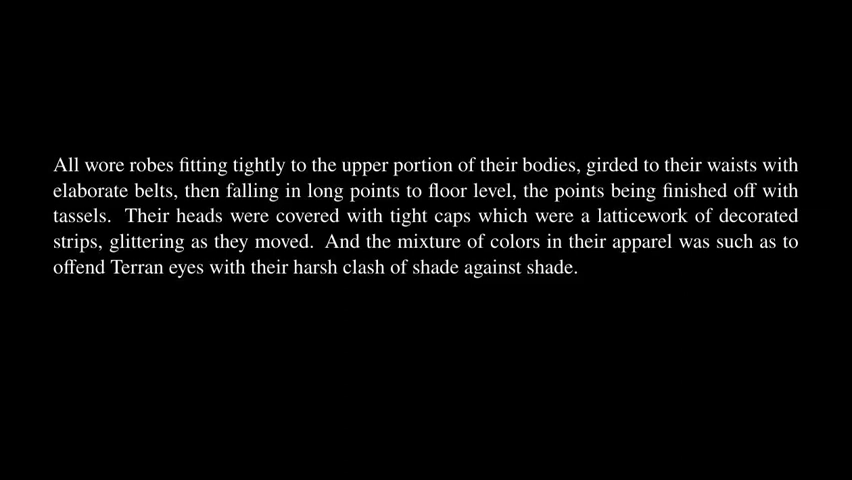 All wore robes fitting tightly to the upper portion of their bodies, girded to their waists with
elaborate belts, then falling in long points to floor level, the points being finished off with
tassels. Their heads were covered with tight caps which were a latticework of decorated
strips, glittering as they moved. And the mixture of colors in their apparel was such as to
offend Terran eyes with their harsh clash of shade against shade.